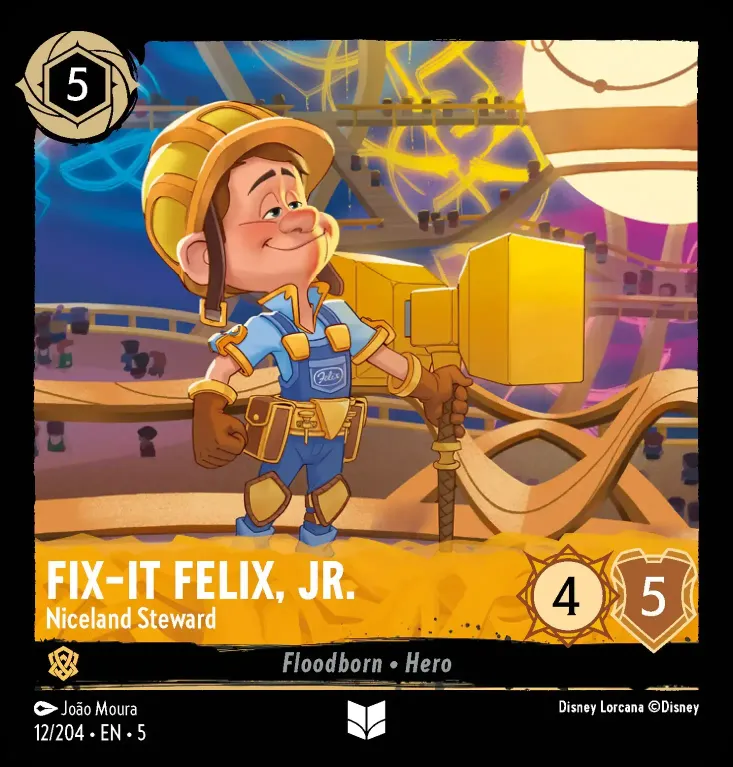 5
Felix
FIX-IT FELIX, JR.
Niceland Steward
4
5
Floodborn • Hero
João Moura
Disney Lorcana ©Disney
12/204 • EN • 5